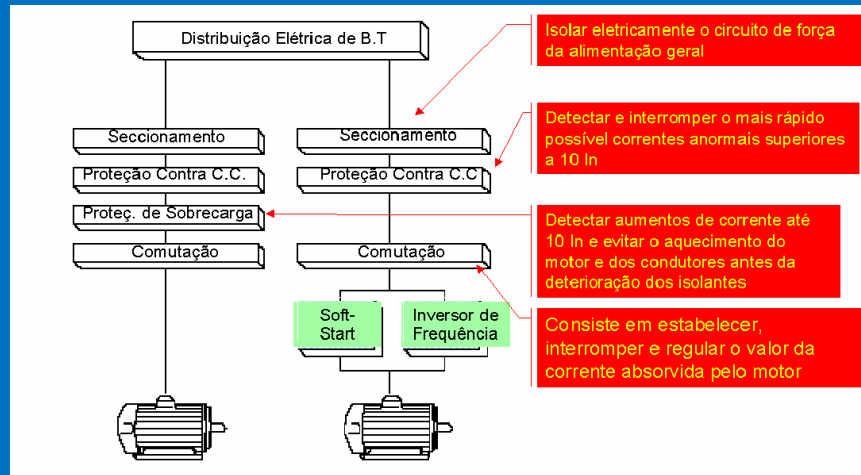 Distribuição Elétrica de B.T
Seccionamento
Proteção Contra C.C.
Proteç. de Sobrecarga
Comutação
Seccionamento
Proteção Contra C.C
Comutação
Soft-
Start
Inversor de
Frequência
Isolar eletricamente o circuito de força
da alimentação geral
Detectar e interromper o mais rápido
possível correntes anormais superiores
a 10 In
Detectar aumentos de corrente até
10 In e evitar o aquecimento do
motor e dos condutores antes da
deterioração dos isolantes
Consiste em estabelecer,
interromper e regular o valor da
corrente absorvida pelo motor